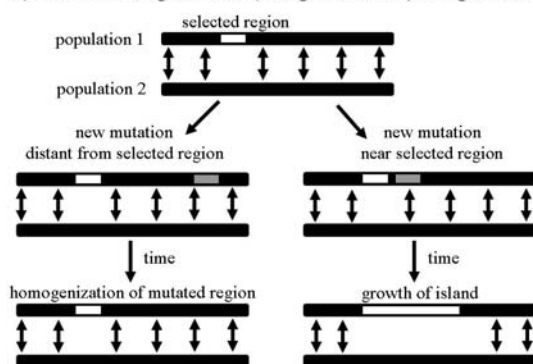 selected region
population 1
population 2
new mutation
distant from selected region
new mutation
near selected region
time
time
homogenization of mutated region
growth of island